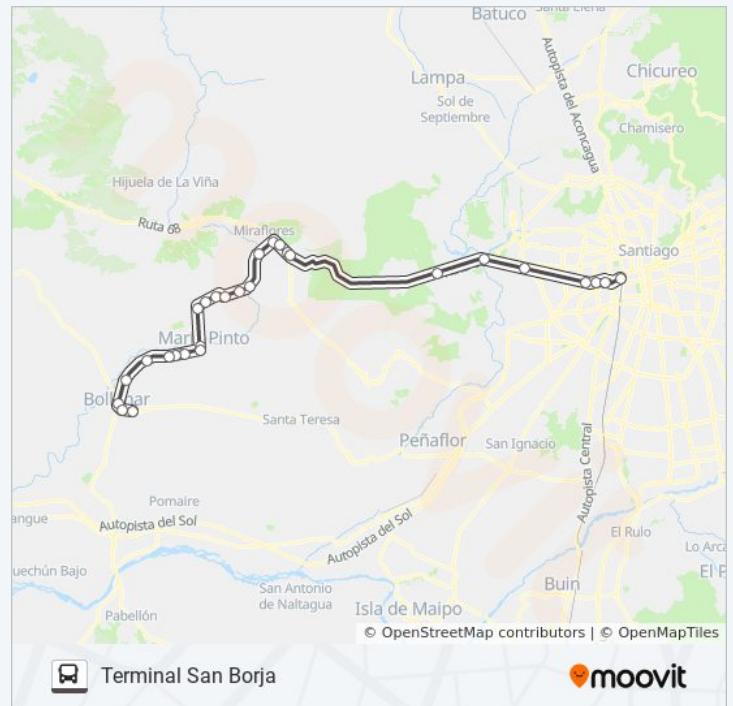 Batuco
Santa Elena
Autopista del Aconcagua
Chicureo
Lampa
Sol de
Septiembre
Chamisero
Hijuela de La Viña
Ruta 68
Miraflores
Santiago
Pinto
Santa Teresa
Peñaflor
San Ignacio
Autopista Central
Pomaire
Autopista del Sol
Autopista del Sol
El Rulo
San Antonio
de Naltagua
Buin
Isla de Maipo
Pabellón
© OpenStreetMap contributors | © OpenMapTiles
Terminal San Borja
moovit